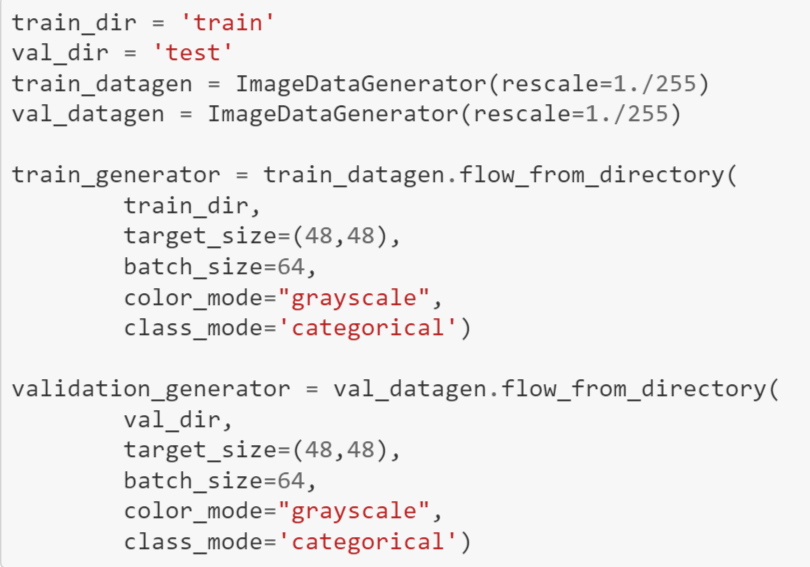 train_dir = 'train'
val_dir = 'test'
train_datagen = ImageDataGenerator(rescale=1./255)
val_datagen = ImageDataGenerator(rescale=1./255)

train_generator = train_datagen.flow_from_directory(
        train_dir,
        target_size=(48,48),
        batch_size=64,
        color_mode="grayscale",
        class_mode='categorical')

validation_generator = val_datagen.flow_from_directory(
        val_dir,
        target_size=(48,48),
        batch_size=64,
        color_mode="grayscale",
        class_mode='categorical')